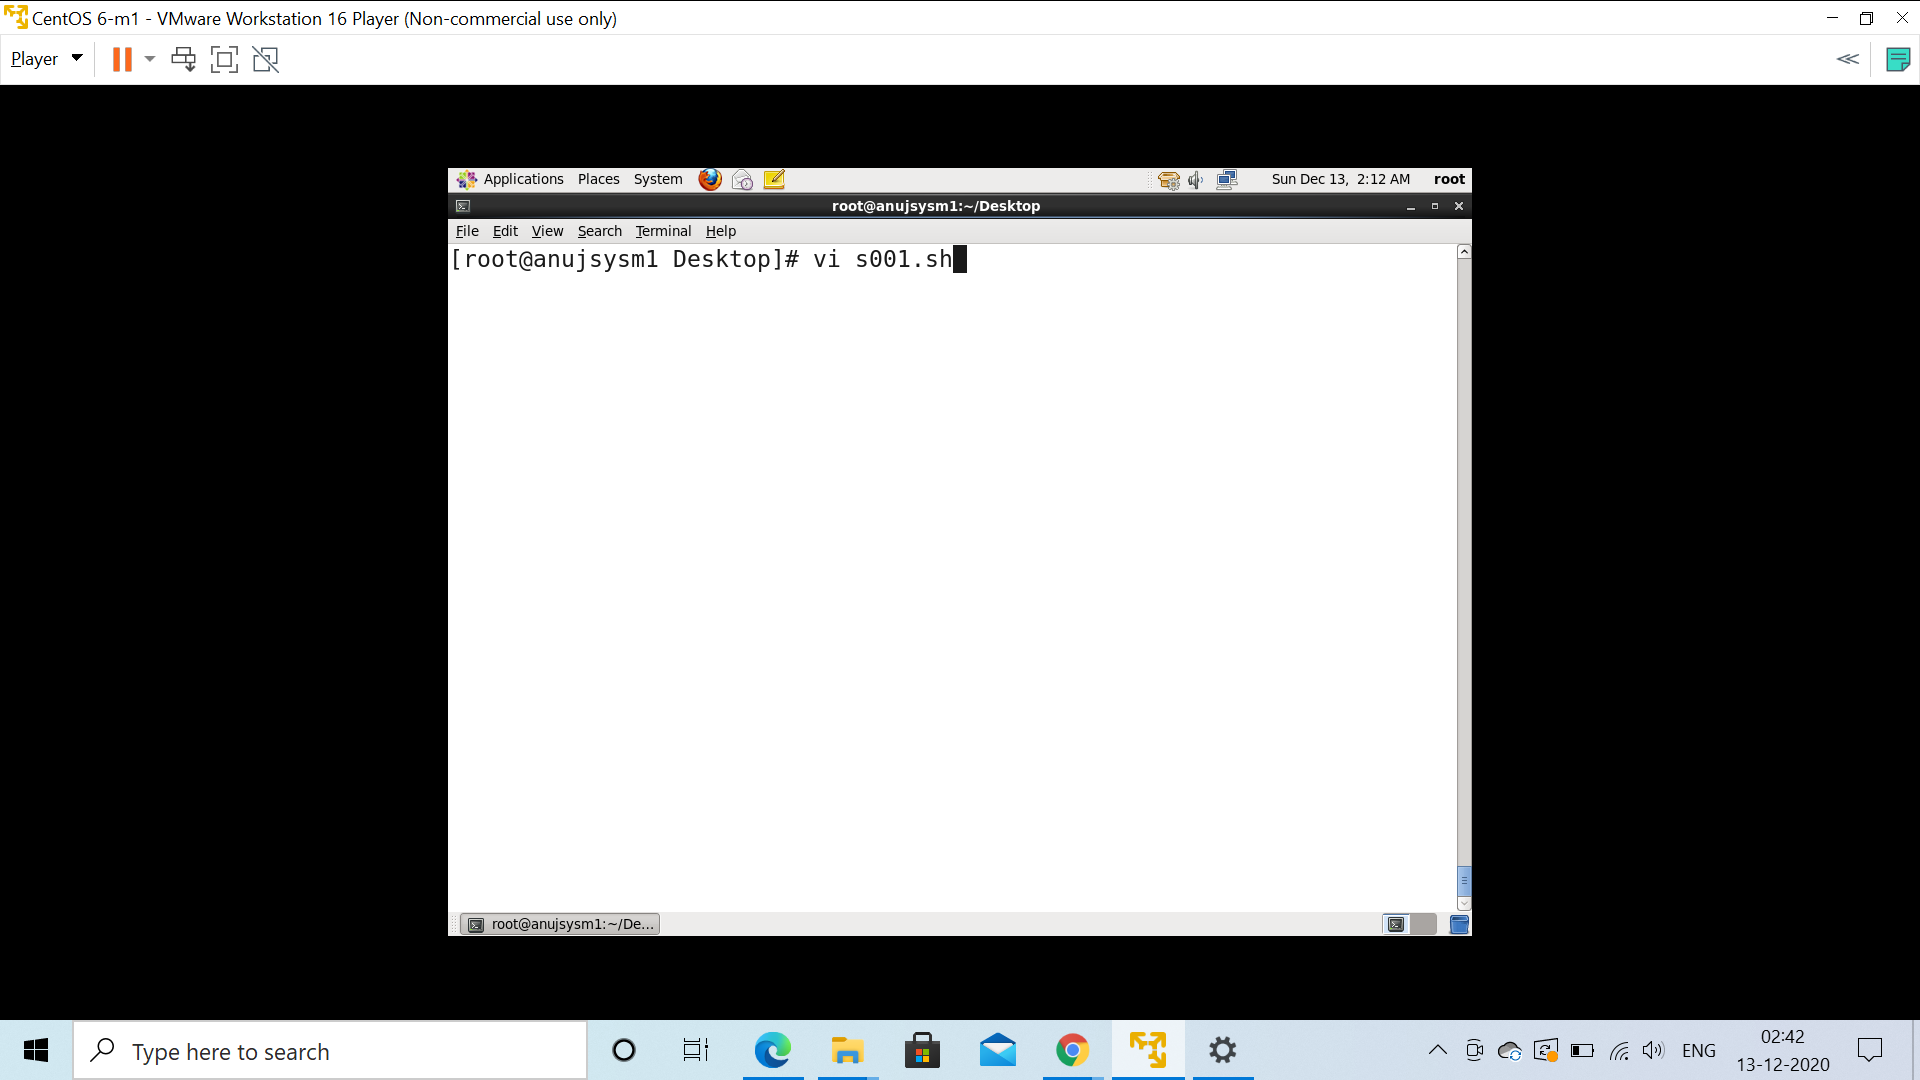 CentOS 6-m1 - VMware Workstation 16 Player (Non-commercial use only)
Player
Applications Places System Sun Dec 13, 2:12 AM root
root@anujsysm1:~/Desktop
File Edit View Search Terminal Help
[root@anujsysm1 Desktop]# vi s001.sh
root@anujsysm1:~/De...
Type here to search
ENG
02:42
13-12-2020